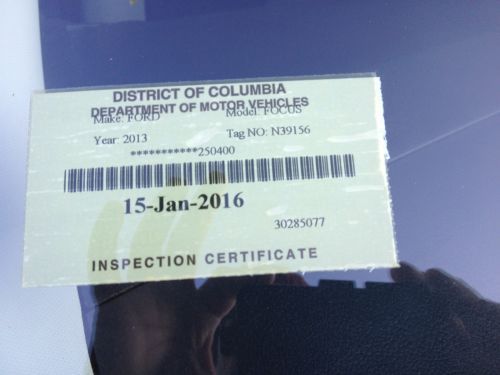 DISTRICT OF COLUMBIA
DEPARTMENT OF MOTOR VEHICLES
Make: FORD Model: FOCUS
Year: 2013 Tag NO: N39156
***********250400
15-Jan-2016
30285077
INSPECTION CERTIFICATE